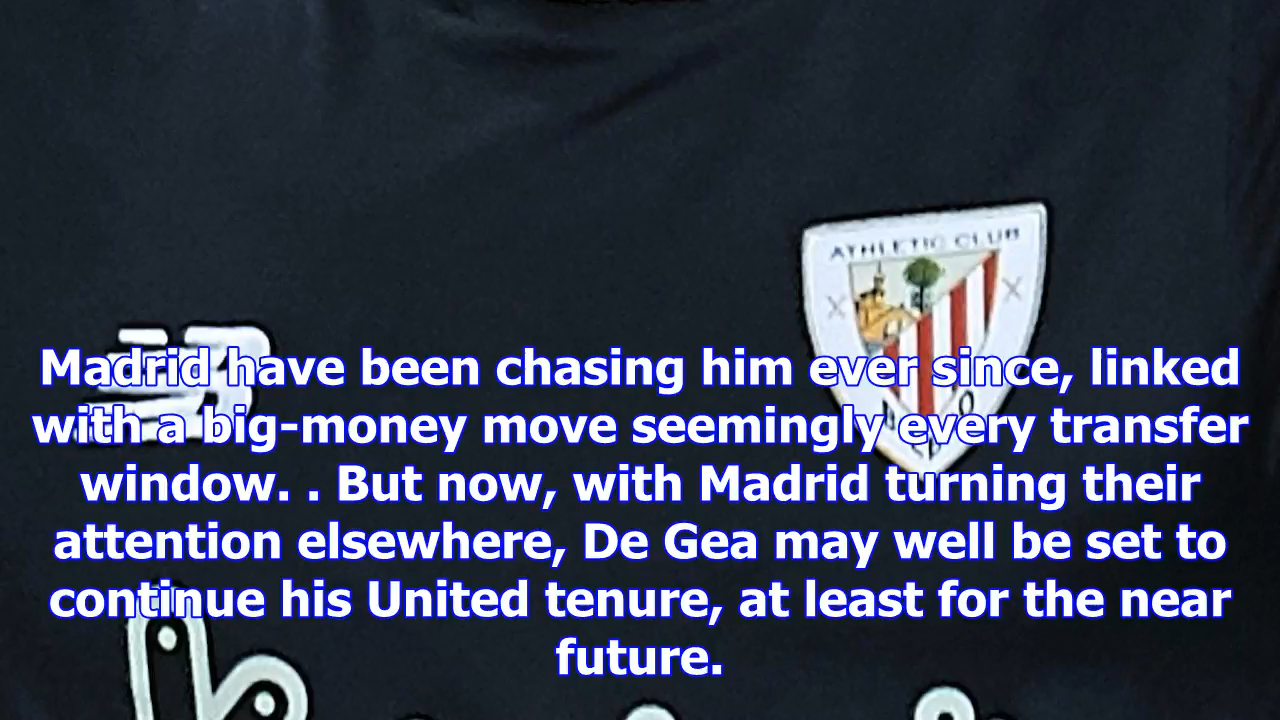 ATHLETIC CLUB
Madrid have been chasing him ever since, linked
with a big-money move seemingly every transfer
window. . But now, with Madrid turning their
attention elsewhere, De Gea may well be set to
continue his United tenure, at least for the near
future.